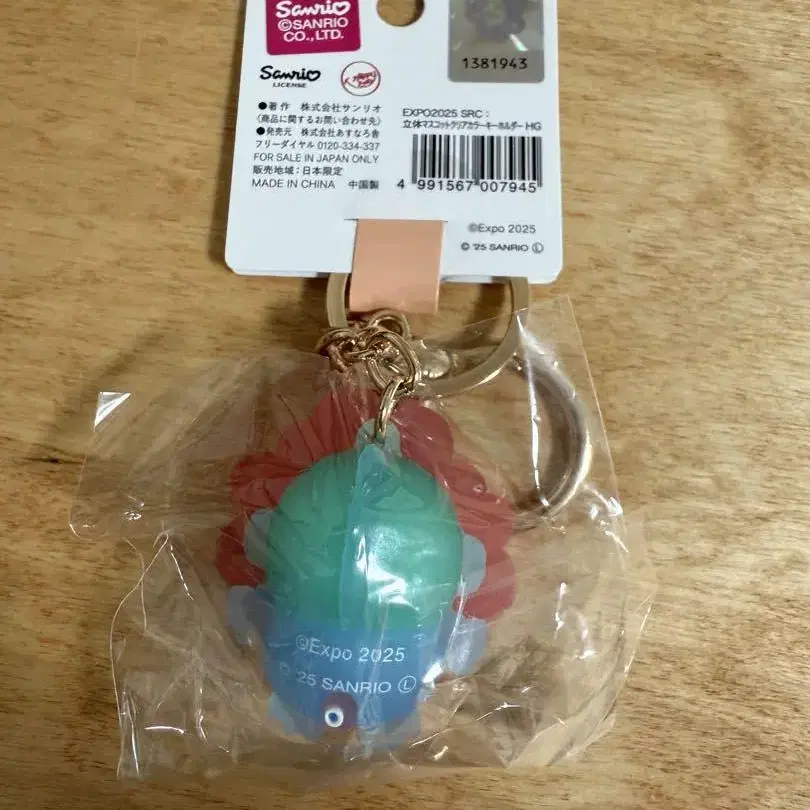 Sanrio
©SANRIO
CO.,LTD.
1381943
Sanrio
LICENSE
●著作 株式会社サンリオ
(商品に関するお問い合わせ先)
●発売元 株式会社あすなろ舎
フリーダイヤル 0120-334-337
FOR SALE IN JAPAN ONLY
販売地域:日本限定
MADE IN CHINA 中国製
EXPO2025 SRC:
立体マスコットクリアカラーキーホルダー HG
4 991567 007945
©Expo 2025
© '25 SANRIO Ⓛ
©Expo 2025
© '25 SANRIO Ⓛ